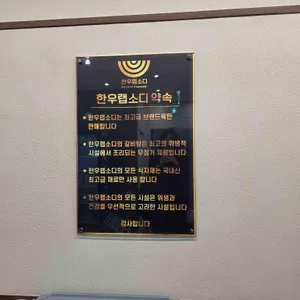 한우랩소디
한우랩소디 약속
• 한우랩소디는 최고급 브랜드육만
판매합니다
• 한우랩소디의 갈비탕은 최고의 위생적
시설에서 조리되는 무첨가 재료입니다.
• 한우랩소디의 모든 식자재는 국내산
최고급 재료만 사용 합니다
• 한우랩소디의 모든 시설은 위생과
건강을 우선적으로 고려한 시설입니다
감사합니다